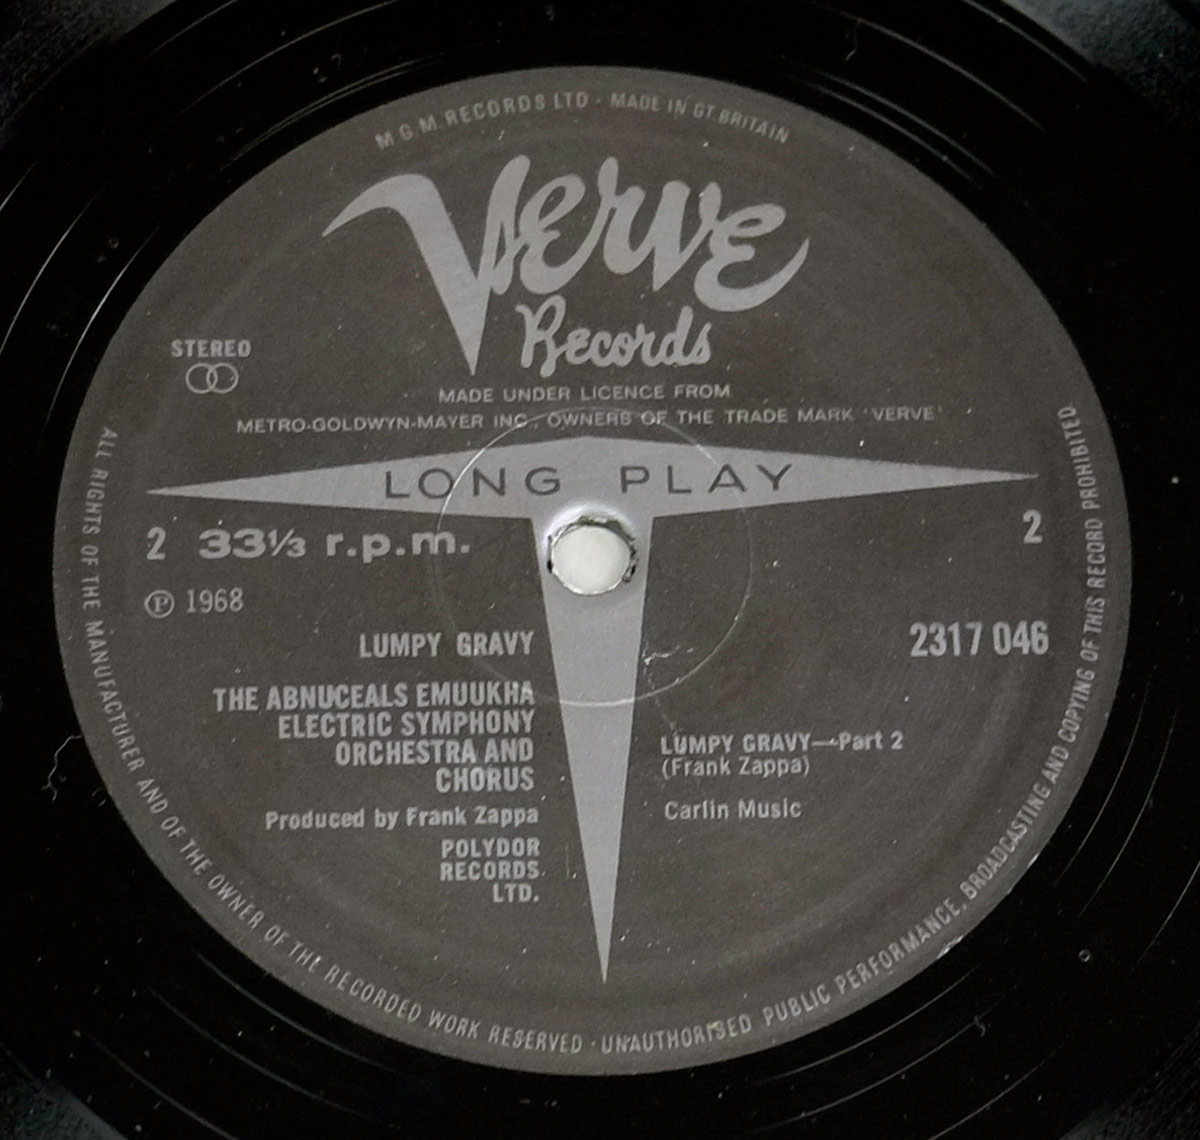 M G M RECORDS LTD · MADE IN GT. BRITAIN
Verve
Records
STEREO
MADE UNDER LICENCE FROM
METRO-GOLDWYN-MAYER INC. OWNERS OF THE TRADE MARK 'VERVE'
LONG PLAY
2 33⅓ r.p.m.
2
℗ 1968
2317 046
LUMPY GRAVY
THE ABNUCEALS EMUUKHA
ELECTRIC SYMPHONY
ORCHESTRA AND
CHORUS
Produced by Frank Zappa
POLYDOR
RECORDS
LTD.
LUMPY GRAVY—Part 2
(Frank Zappa)
Carlin Music
ALL RIGHTS OF THE MANUFACTURER AND OF THE OWNER OF THE RECORDED WORK RESERVED · UNAUTHORISED PUBLIC PERFORMANCE, BROADCASTING AND COPYING OF THIS RECORD PROHIBITED